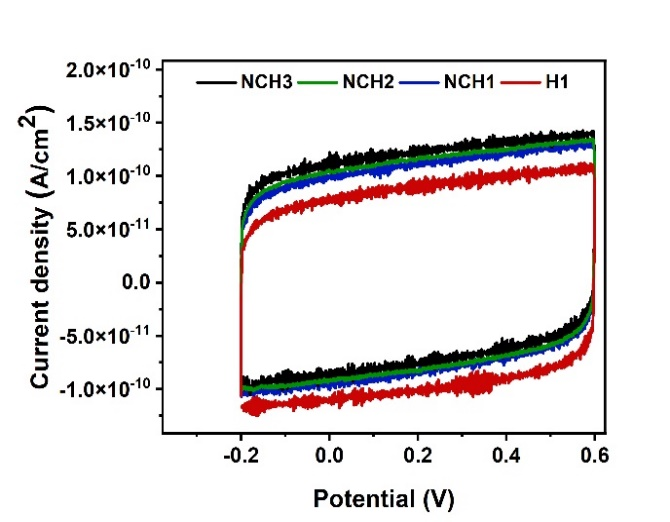 2.0×10⁻¹⁰
1.5×10⁻¹⁰
1.0×10⁻¹⁰
5.0×10⁻¹¹
0.0
-5.0×10⁻¹¹
-1.0×10⁻¹⁰
Current density (A/cm²)
NCH3 NCH2 NCH1 H1
-0.2 0.0 0.2 0.4 0.6
Potential (V)